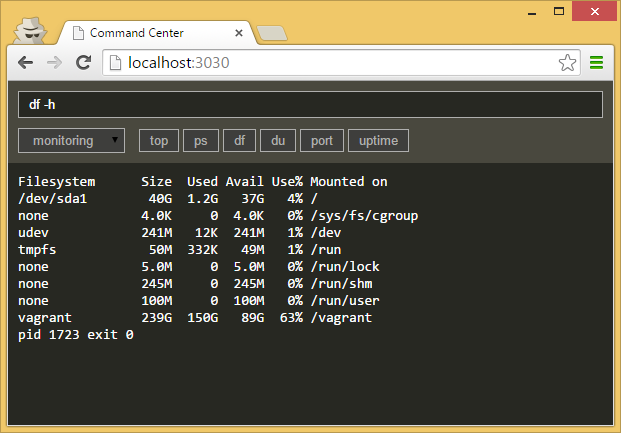 Command Center
localhost:3030
df -h
monitoring top ps df du port uptime
Filesystem      Size  Used Avail Use% Mounted on
/dev/sda1        40G  1.2G   37G   4% /
none            4.0K     0  4.0K   0% /sys/fs/cgroup
udev            241M   12K  241M   1% /dev
tmpfs            50M  332K   49M   1% /run
none            5.0M     0  5.0M   0% /run/lock
none            245M     0  245M   0% /run/shm
none            100M     0  100M   0% /run/user
vagrant         239G  150G   89G  63% /vagrant
pid 1723 exit 0